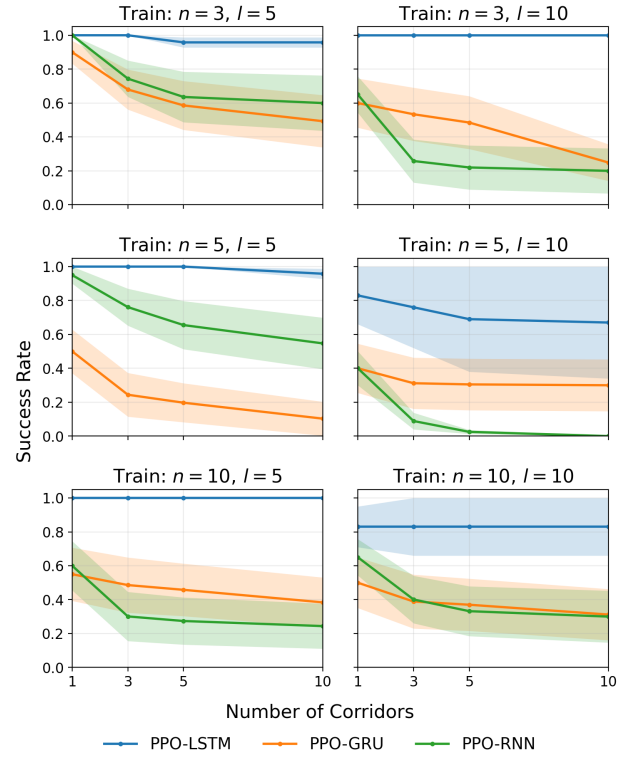 Train: n = 3, l = 5
Train: n = 3, l = 10
1.0
0.8
0.6
0.4
0.2
0.0
Train: n = 5, l = 5
Train: n = 5, l = 10
1.0
0.8
0.6
0.4
0.2
0.0
Success Rate
Train: n = 10, l = 5
Train: n = 10, l = 10
1.0
0.8
0.6
0.4
0.2
0.0
1 3 5 10
1 3 5 10
Number of Corridors
PPO-LSTM PPO-GRU PPO-RNN